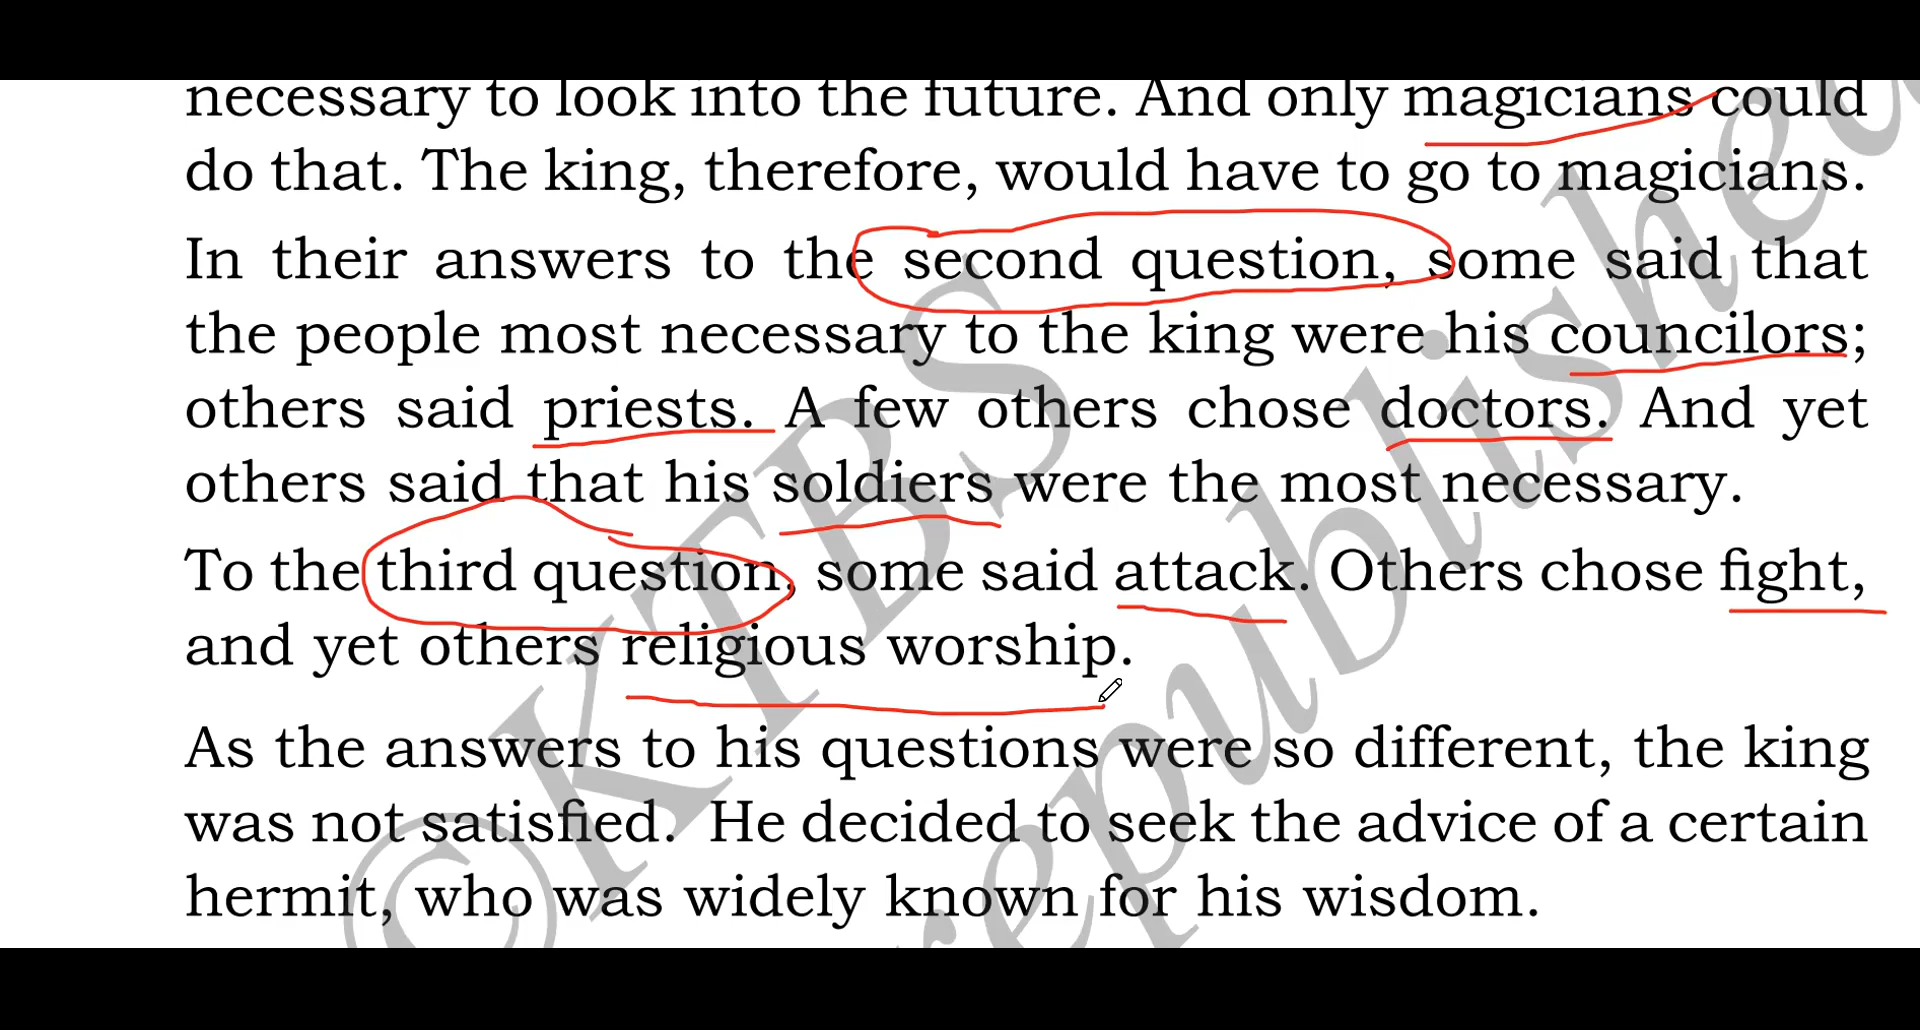 necessary to look into the future. And only magicians could
do that. The king, therefore, would have to go to magicians.
In their answers to the second question, some said that
the people most necessary to the king were his councilors;
others said priests. A few others chose doctors. And yet
others said that his soldiers were the most necessary.
To the third question, some said attack. Others chose fight,
and yet others religious worship.
As the answers to his questions were so different, the king
was not satisfied. He decided to seek the advice of a certain
hermit, who was widely known for his wisdom.
©KTBS
republished